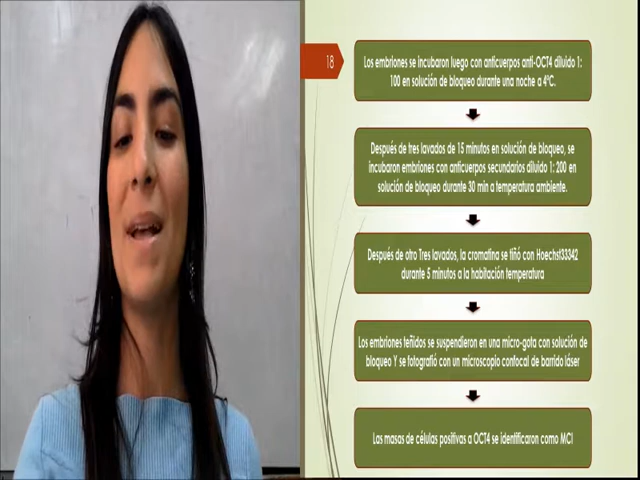 18
Los embriones se incubaron luego con anticuerpos anti-OCT4 diluido 1:
100 en solución de bloqueo durante una noche a 4ºC.
Después de tres lavados de 15 minutos en solución de bloqueo, se
incubaron embriones con anticuerpos secundarios diluido 1: 200 en
solución de bloqueo durante 30 min a temperatura ambiente.
Después de otro Tres lavados, la cromatina se tiñó con Hoechst33342
durante 5 minutos a la habitación temperatura
Los embriones teñidos se suspendieron en una micro-gota con solución de
bloqueo Y se fotografió con un microscopio confocal de barrido láser
Las masas de células positivas a OCT4 se identificaron como MCI